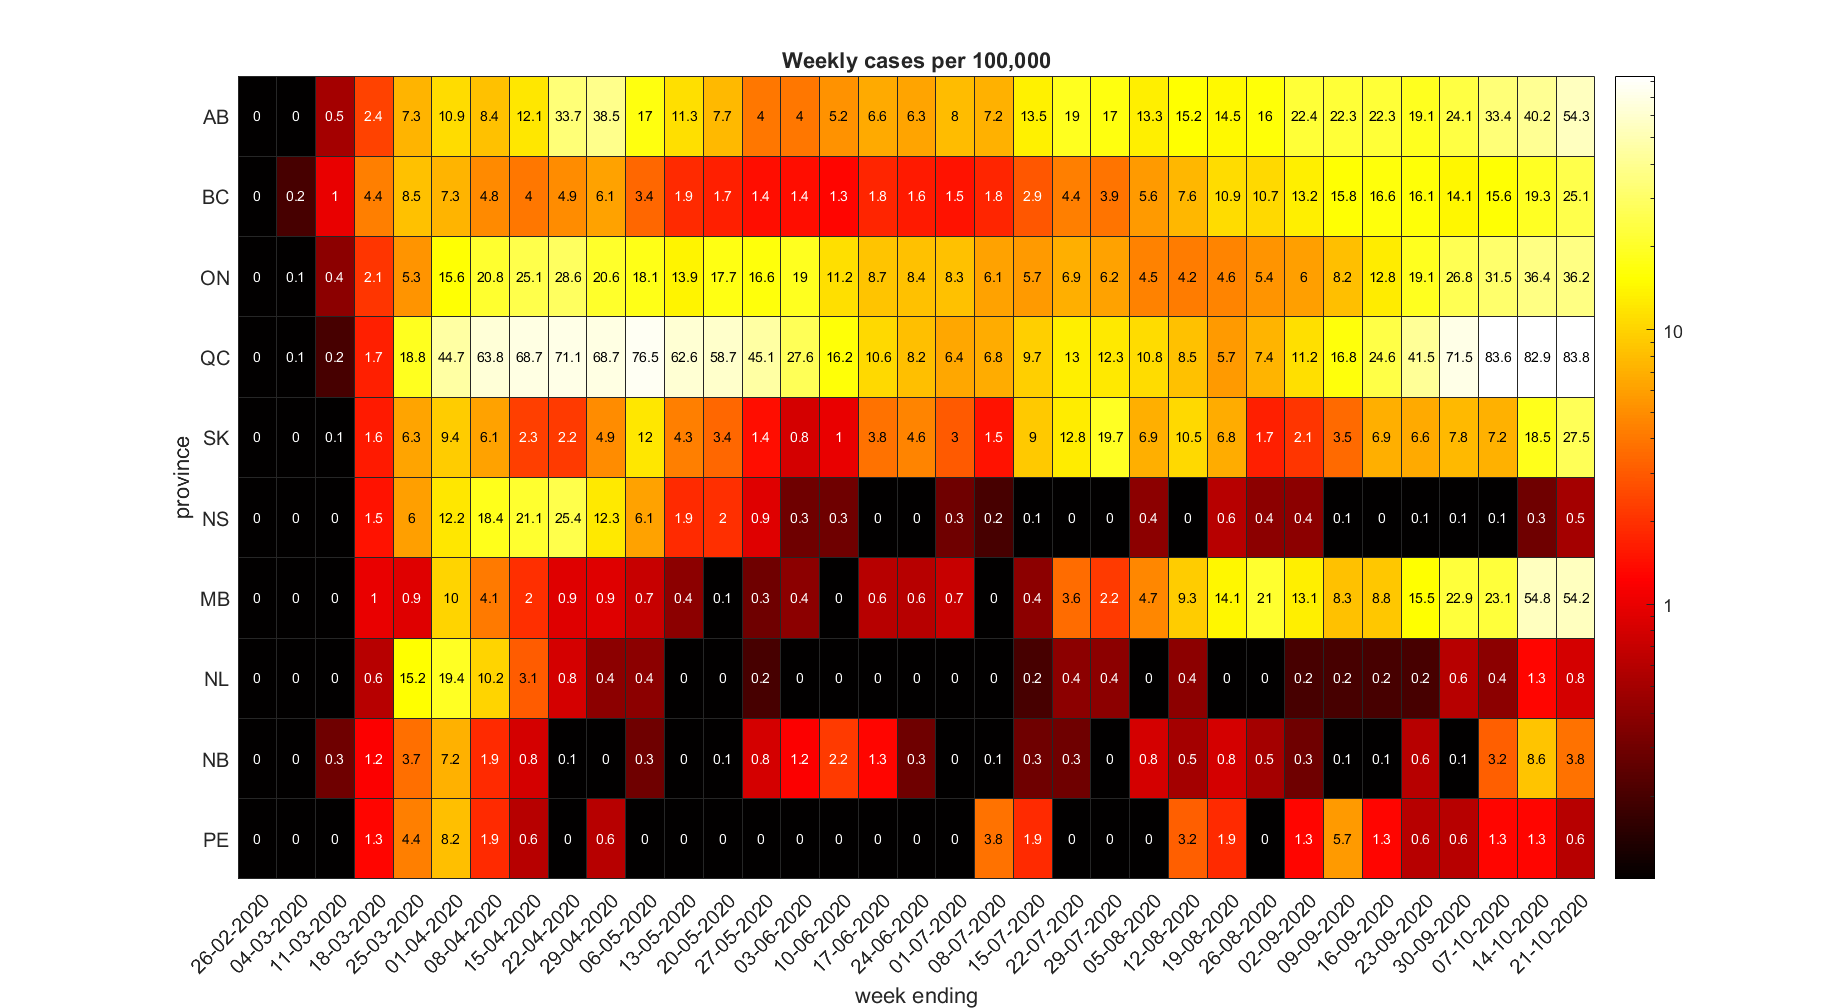 Weekly cases per 100,000
AB 0 0 0.5 2.4 7.3 10.9 8.4 12.1 33.7 38.5 17 11.3 7.7 4 4 5.2 6.6 6.3 8 7.2 13.5 19 17 13.3 15.2 14.5 16 22.4 22.3 22.3 19.1 24.1 33.4 40.2 54.3
BC 0 0.2 1 4.4 8.5 7.3 4.8 4 4.9 6.1 3.4 1.9 1.7 1.4 1.4 1.3 1.8 1.6 1.5 1.8 2.9 4.4 3.9 5.6 7.6 10.9 10.7 13.2 15.8 16.6 16.1 14.1 15.6 19.3 25.1
ON 0 0.1 0.4 2.1 5.3 15.6 20.8 25.1 28.6 20.6 18.1 13.9 17.7 16.6 19 11.2 8.7 8.4 8.3 6.1 5.7 6.9 6.2 4.5 4.2 4.6 5.4 6 8.2 12.8 19.1 26.8 31.5 36.4 36.2
10
QC 0 0.1 0.2 1.7 18.8 44.7 63.8 68.7 71.1 68.7 76.5 62.6 58.7 45.1 27.6 16.2 10.6 8.2 6.4 6.8 9.7 13 12.3 10.8 8.5 5.7 7.4 11.2 16.8 24.6 41.5 71.5 83.6 82.9 83.8
SK 0 0 0.1 1.6 6.3 9.4 6.1 2.3 2.2 4.9 12 4.3 3.4 1.4 0.8 1 3.8 4.6 3 1.5 9 12.8 19.7 6.9 10.5 6.8 1.7 2.1 3.5 6.9 6.6 7.8 7.2 18.5 27.5
province
NS 0 0 0 1.5 6 12.2 18.4 21.1 25.4 12.3 6.1 1.9 2 0.9 0.3 0.3 0 0 0.3 0.2 0.1 0 0 0.4 0 0.6 0.4 0.4 0.1 0 0.1 0.1 0.1 0.3 0.5
MB 0 0 0 1 0.9 10 4.1 2 0.9 0.9 0.7 0.4 0.1 0.3 0.4 0 0.6 0.6 0.7 0 0.4 3.6 2.2 4.7 9.3 14.1 21 13.1 8.3 8.8 15.5 22.9 23.1 54.8 54.2
1
NL 0 0 0 0.6 15.2 19.4 10.2 3.1 0.8 0.4 0.4 0 0 0.2 0 0 0 0 0 0 0.2 0.4 0.4 0 0.4 0 0 0.2 0.2 0.2 0.2 0.6 0.4 1.3 0.8
NB 0 0 0.3 1.2 3.7 7.2 1.9 0.8 0.1 0 0.3 0 0.1 0.8 1.2 2.2 1.3 0.3 0 0.1 0.3 0.3 0 0.8 0.5 0.8 0.5 0.3 0.1 0.1 0.6 0.1 3.2 8.6 3.8
PE 0 0 0 1.3 4.4 8.2 1.9 0.6 0 0.6 0 0 0 0 0 0 0 0 0 3.8 1.9 0 0 0 3.2 1.9 0 1.3 5.7 1.3 0.6 0.6 1.3 1.3 0.6
26-02-2020 04-03-2020 11-03-2020 18-03-2020 25-03-2020 01-04-2020 08-04-2020 15-04-2020 22-04-2020 29-04-2020 06-05-2020 13-05-2020 20-05-2020 27-05-2020 03-06-2020 10-06-2020 17-06-2020 24-06-2020 01-07-2020 08-07-2020 15-07-2020 22-07-2020 29-07-2020 05-08-2020 12-08-2020 19-08-2020 26-08-2020 02-09-2020 09-09-2020 16-09-2020 23-09-2020 30-09-2020 07-10-2020 14-10-2020 21-10-2020
week ending